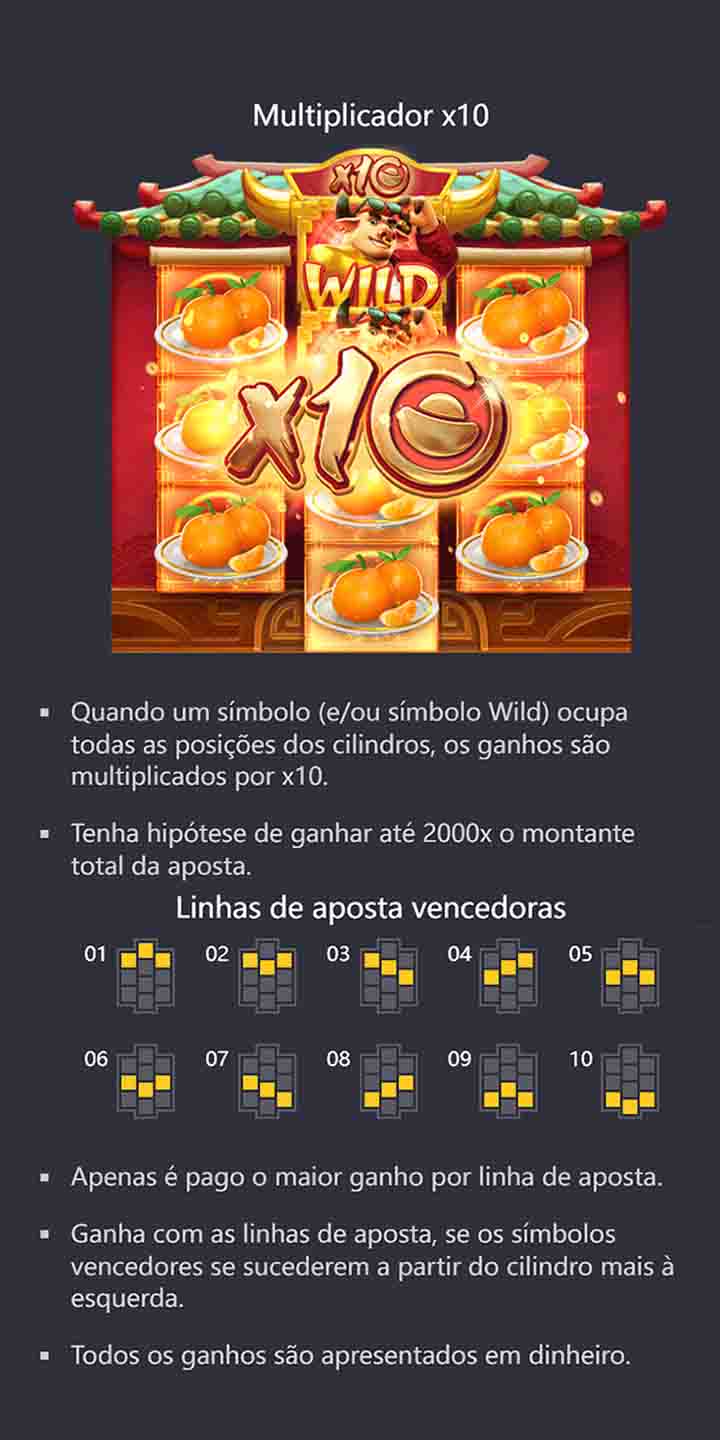 Multiplicador x10
x10
WILD
x10
Quando um símbolo (e/ou símbolo Wild) ocupa
todas as posições dos cilindros, os ganhos são
multiplicados por x10.
Tenha hipótese de ganhar até 2000x o montante
total da aposta.
Linhas de aposta vencedoras
01 02 03 04 05
06 07 08 09 10
Apenas é pago o maior ganho por linha de aposta.
Ganha com as linhas de aposta, se os símbolos
vencedores se sucederem a partir do cilindro mais à
esquerda.
Todos os ganhos são apresentados em dinheiro.